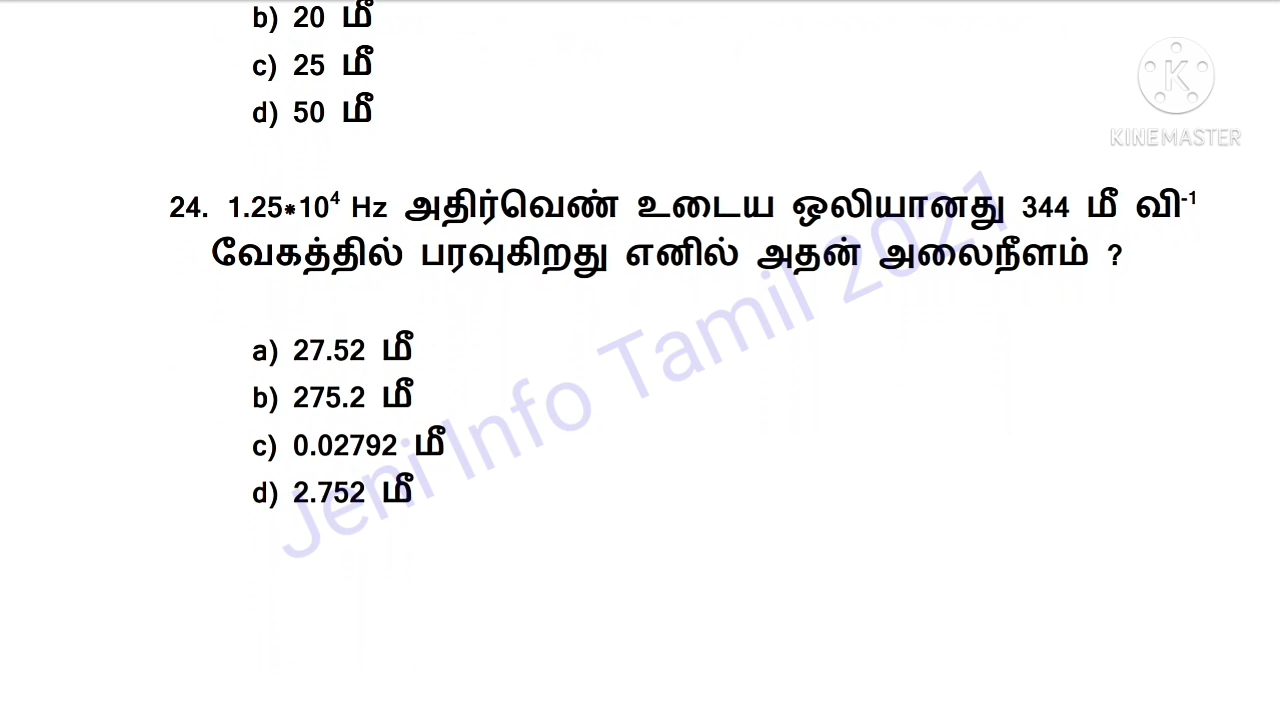 b) 20 மீ
c) 25 மீ
d) 50 மீ
KINEMASTER
24. 1.25*10⁴ Hz அதிர்வெண் உடைய ஒலியானது 344 மீ வி⁻¹
வேகத்தில் பரவுகிறது எனில் அதன் அலைநீளம் ?
a) 27.52 மீ
b) 275.2 மீ
c) 0.02792 மீ
d) 2.752 மீ
Jeni Info Tamil 2021